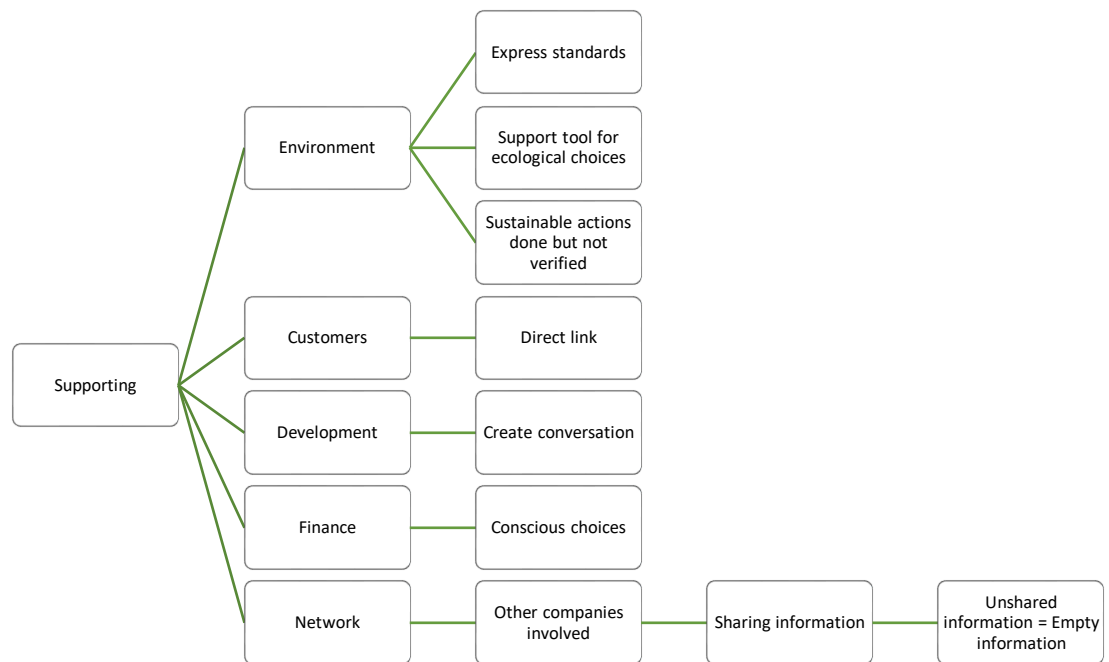 Express standards
Environment
Support tool for
ecological choices
Sustainable actions
done but not
verified
Supporting
Customers
Direct link
Development
Create conversation
Finance
Conscious choices
Network
Other companies
involved
Sharing information
Unshared
information = Empty
information